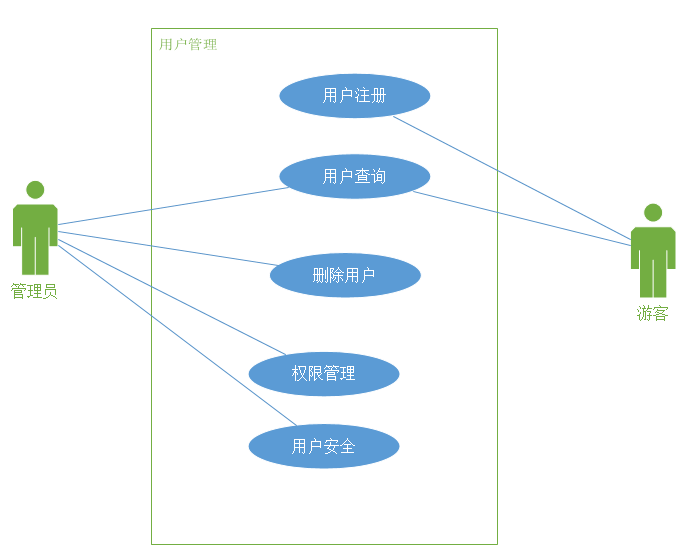 用户管理
用户注册
用户查询
删除用户
管理员
游客
权限管理
用户安全